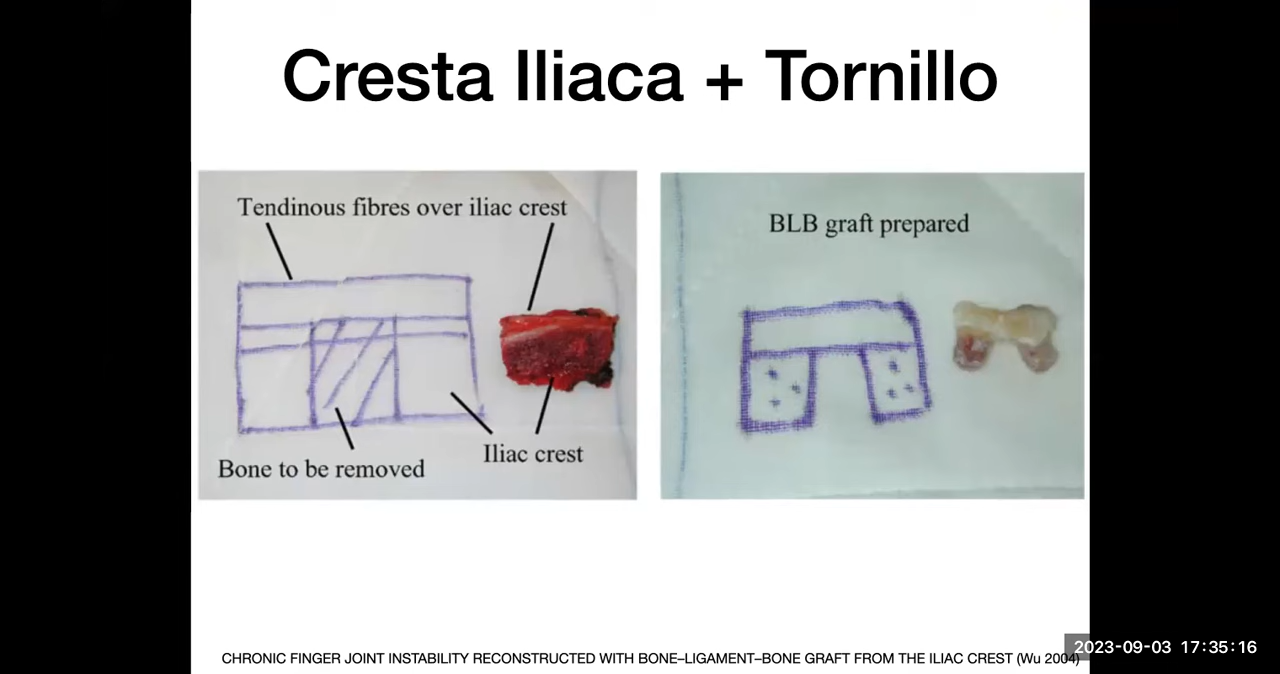 Cresta Iliaca + Tornillo
Tendinous fibres over iliac crest
Bone to be removed
Iliac crest
BLB graft prepared
CHRONIC FINGER JOINT INSTABILITY RECONSTRUCTED WITH BONE–LIGAMENT–BONE GRAFT FROM THE ILIAC CREST (Wu 2004)
2023-09-03 17:35:16